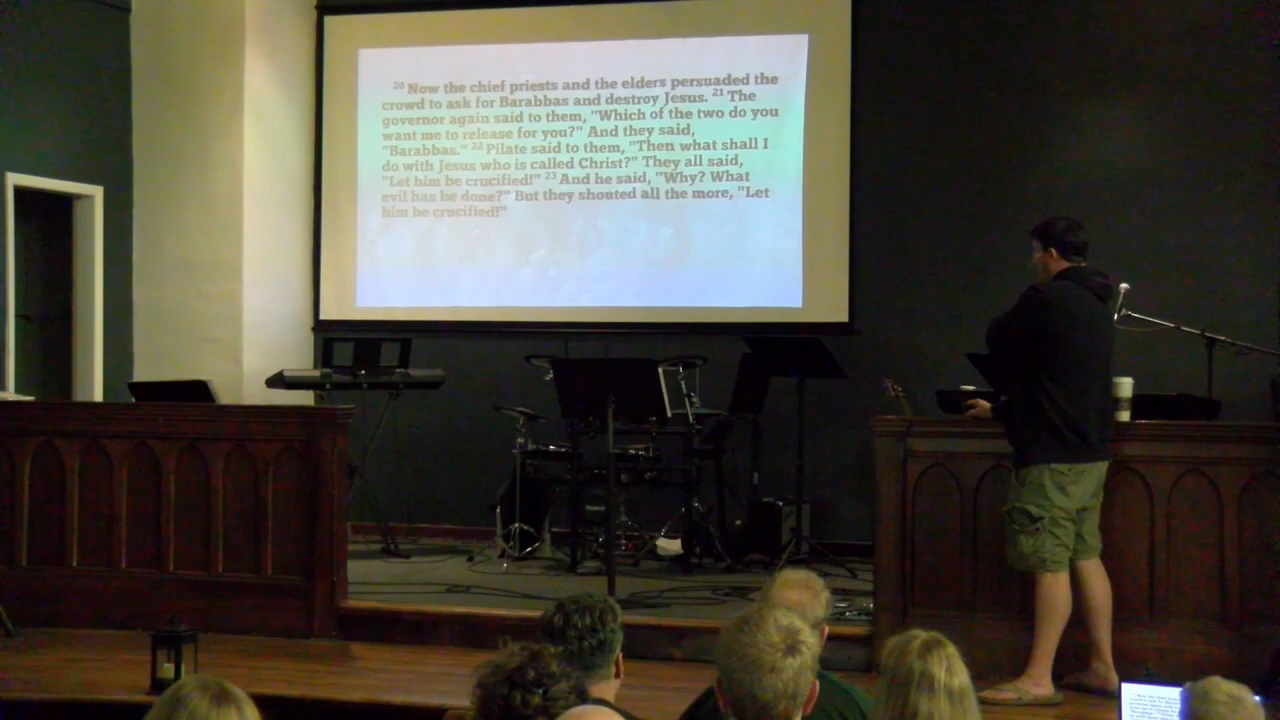 20 Now the chief priests and the elders persuaded the
crowd to ask for Barabbas and destroy Jesus. 21 The
governor again said to them, "Which of the two do you
want me to release for you?" And they said,
"Barabbas." 22 Pilate said to them, "Then what shall I
do with Jesus who is called Christ?" They all said,
"Let him be crucified!" 23 And he said, "Why? What
evil has he done?" But they shouted all the more, "Let
him be crucified!"